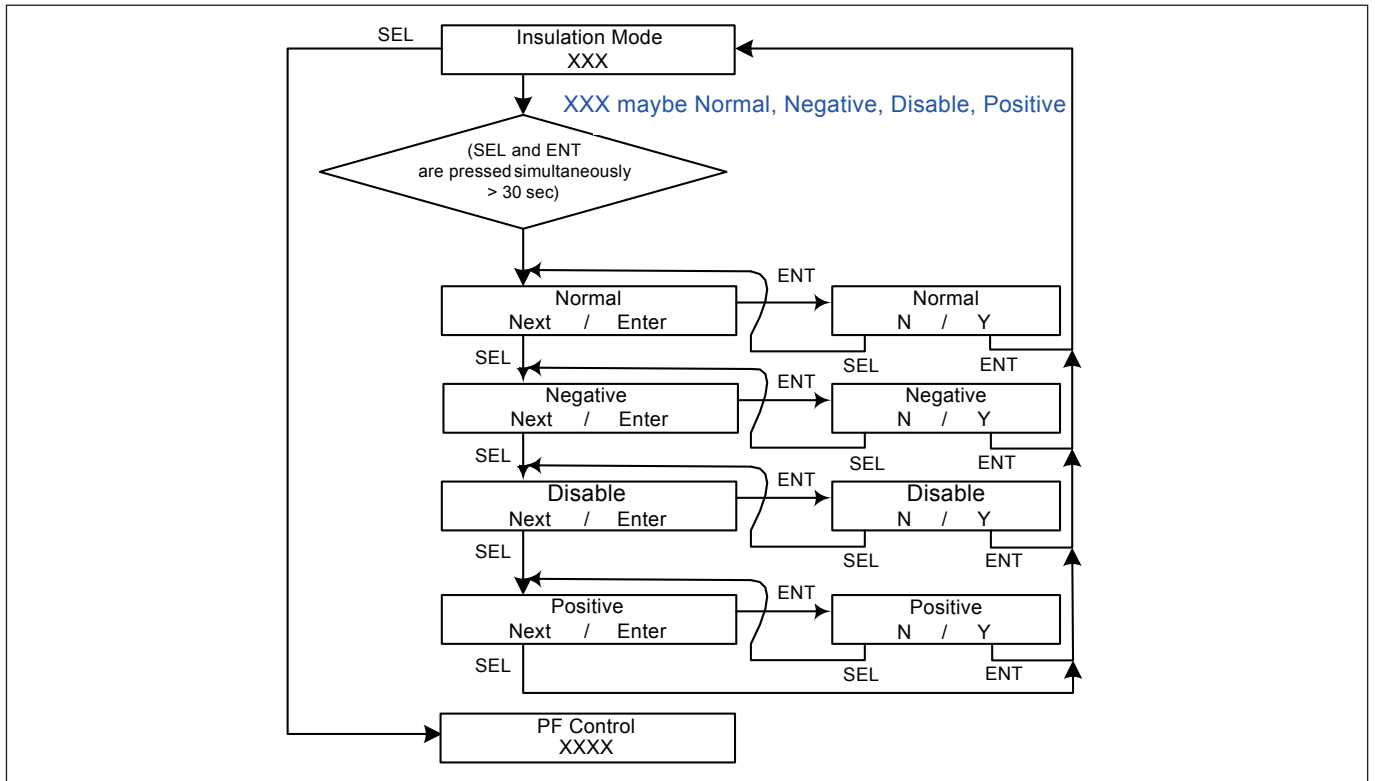 SEL
Insulation Mode
XXX
XXX maybe Normal, Negative, Disable, Positive
(SEL and ENT
are pressed simultaneously
> 30 sec)
ENT
Normal
Next / Enter
Normal
N / Y
SEL
SEL
ENT
ENT
Negative
Next / Enter
Negative
N / Y
SEL
SEL
ENT
ENT
Disable
Next / Enter
Disable
N / Y
SEL
SEL
ENT
ENT
Positive
Next / Enter
Positive
N / Y
SEL
SEL
ENT
PF Control
XXXX